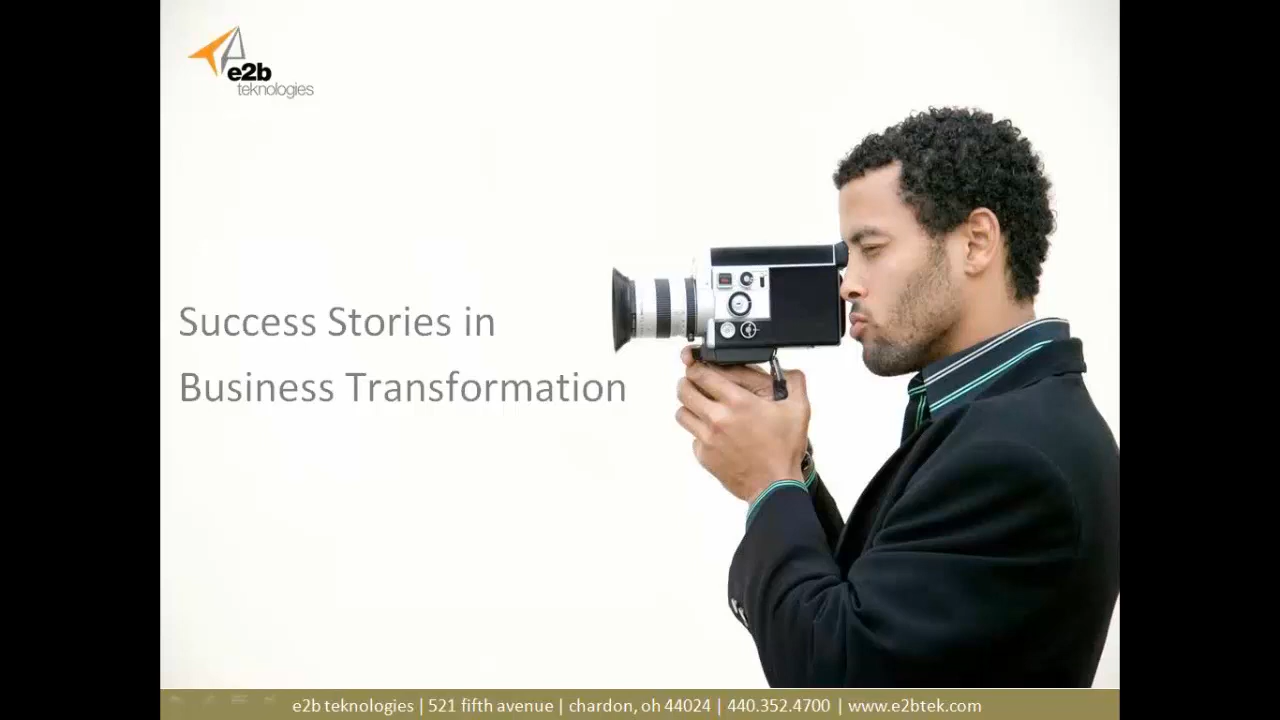 e2b
teknologies
Success Stories in
Business Transformation
e2b teknologies | 521 fifth avenue | chardon, oh 44024 | 440.352.4700 | www.e2btek.com